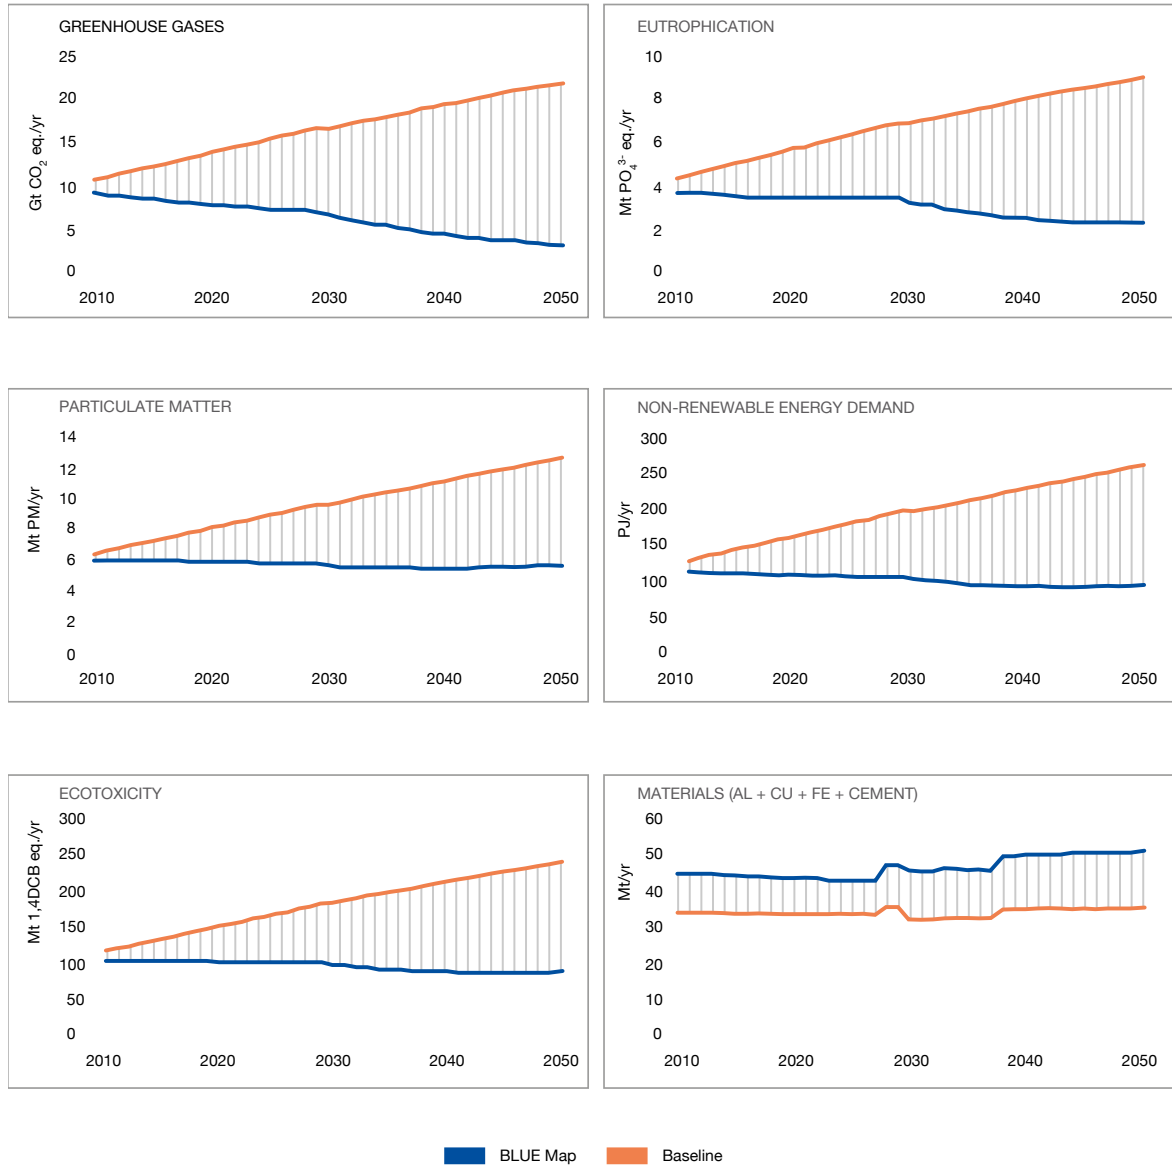 GREENHOUSE GASES
Gt CO₂ eq./yr
25
20
15
10
5
0
2010 2020 2030 2040 2050
EUTROPHICATION
Mt PO₄³⁻ eq./yr
10
8
6
4
2
0
2010 2020 2030 2040 2050
PARTICULATE MATTER
Mt PM/yr
14
12
10
8
6
4
2
0
2010 2020 2030 2040 2050
NON-RENEWABLE ENERGY DEMAND
PJ/yr
300
250
200
150
100
50
0
2010 2020 2030 2040 2050
ECOTOXICITY
Mt 1,4DCB eq./yr
300
250
200
150
100
50
0
2010 2020 2030 2040 2050
MATERIALS (AL + CU + FE + CEMENT)
Mt/yr
60
50
40
30
20
10
0
2010 2020 2030 2040 2050
BLUE Map Baseline